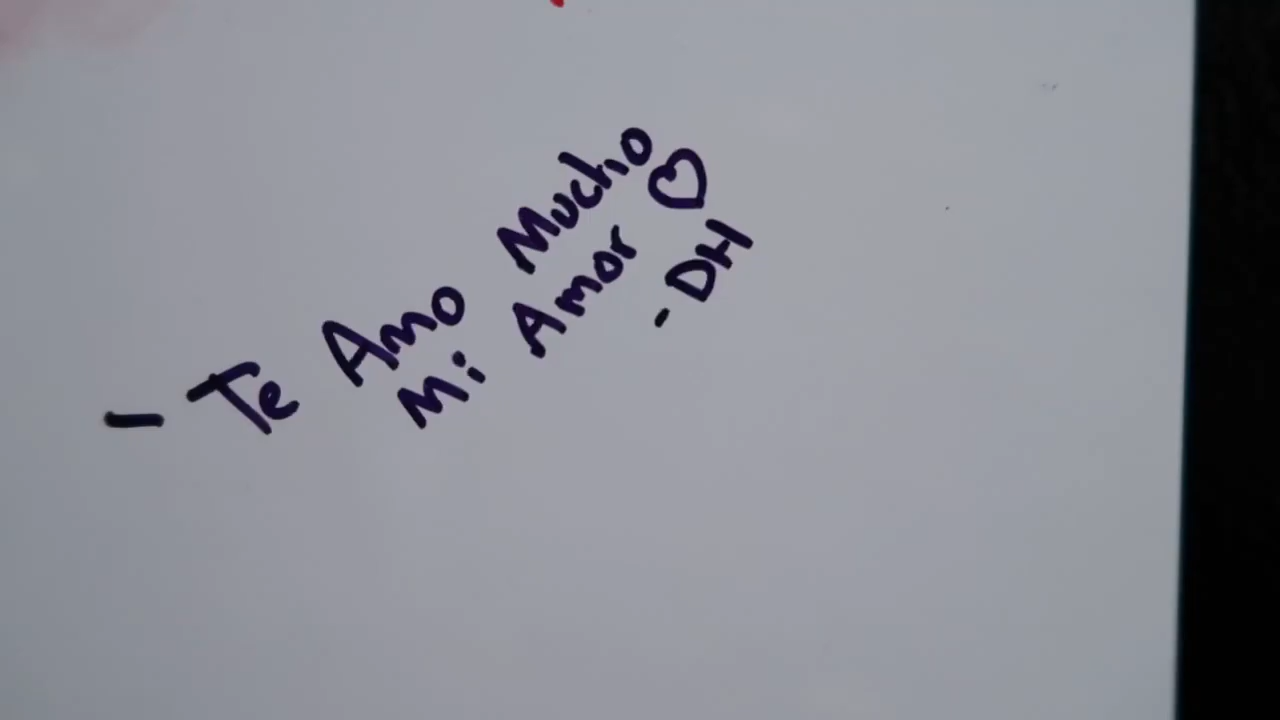 - Te Amo Mucho
Mi Amor ♡
- DH